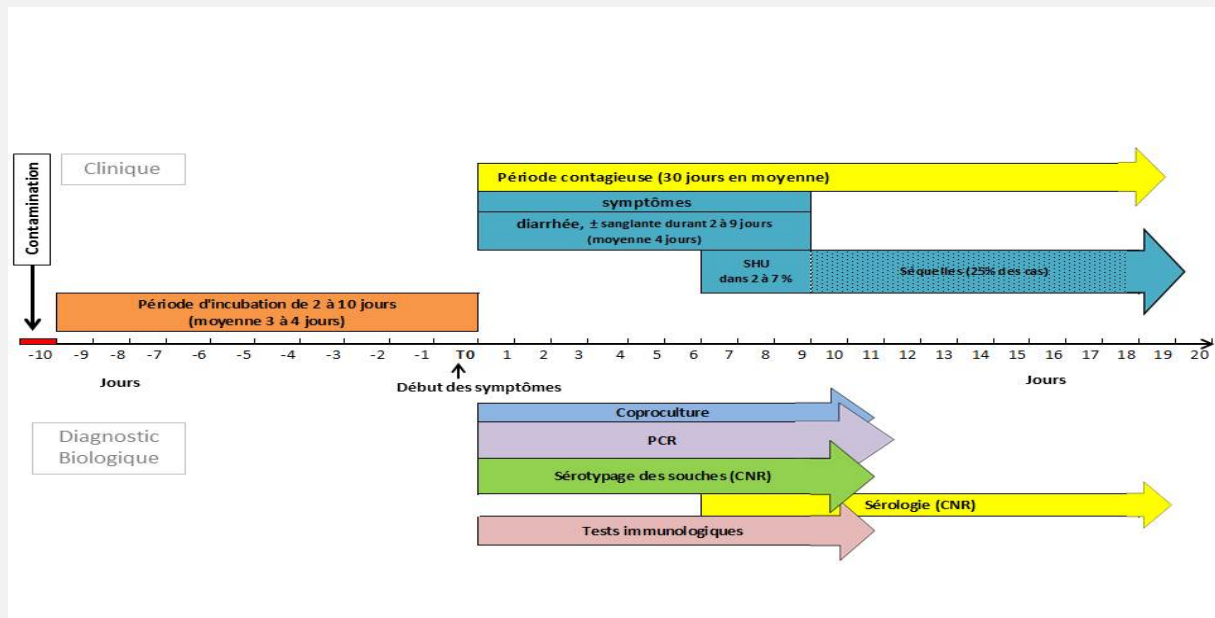 Contamination
Clinique
Période contagieuse (30 jours en moyenne)
symptômes
diarrhée, ± sanglante durant 2 à 9 jours
(moyenne 4 jours)
SHU
dans 2 à 7 %
Séquelles (25% des cas)
Période d'incubation de 2 à 10 jours
(moyenne 3 à 4 jours)
-10 -9 -8 -7 -6 -5 -4 -3 -2 -1 T0 1 2 3 4 5 6 7 8 9 10 11 12 13 14 15 16 17 18 19 20
Jours
Jours
Début des symptômes
Diagnostic
Biologique
Coproculture
PCR
Sérotypage des souches (CNR)
Sérologie (CNR)
Tests immunologiques